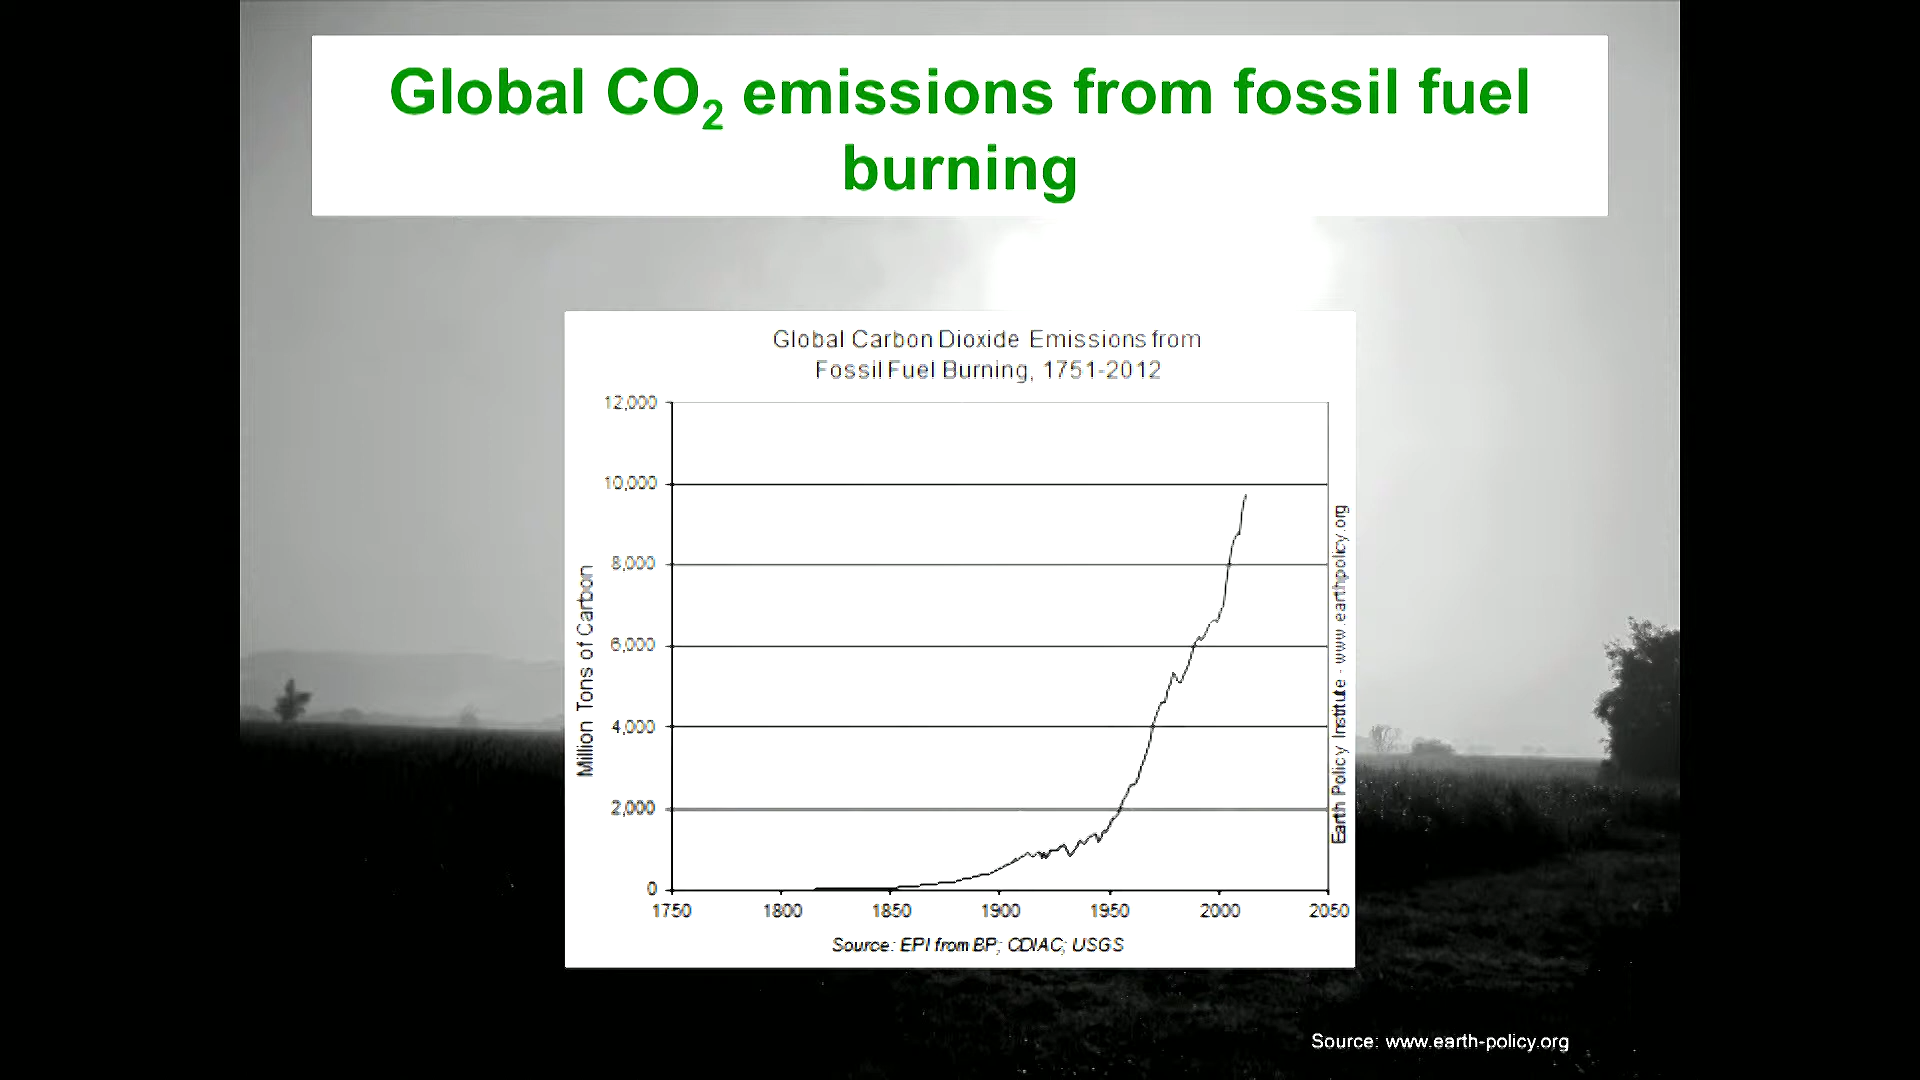 Global CO₂ emissions from fossil fuel
burning
Global Carbon Dioxide Emissions from
Fossil Fuel Burning, 1751-2012
12,000
10,000
8,000
6,000
4,000
2,000
0
Million Tons of Carbon
1750 1800 1850 1900 1950 2000 2050
Earth Policy Institute - www.earthpolicy.org
Source: EPI from BP; CDIAC; USGS
Source: www.earth-policy.org